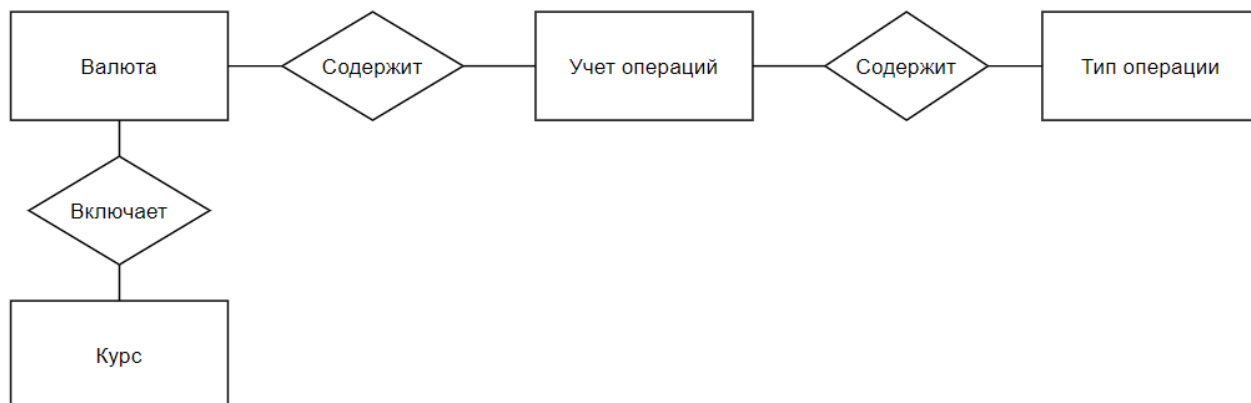 Валюта
Содержит
Учет операций
Содержит
Тип операции
Включает
Курс